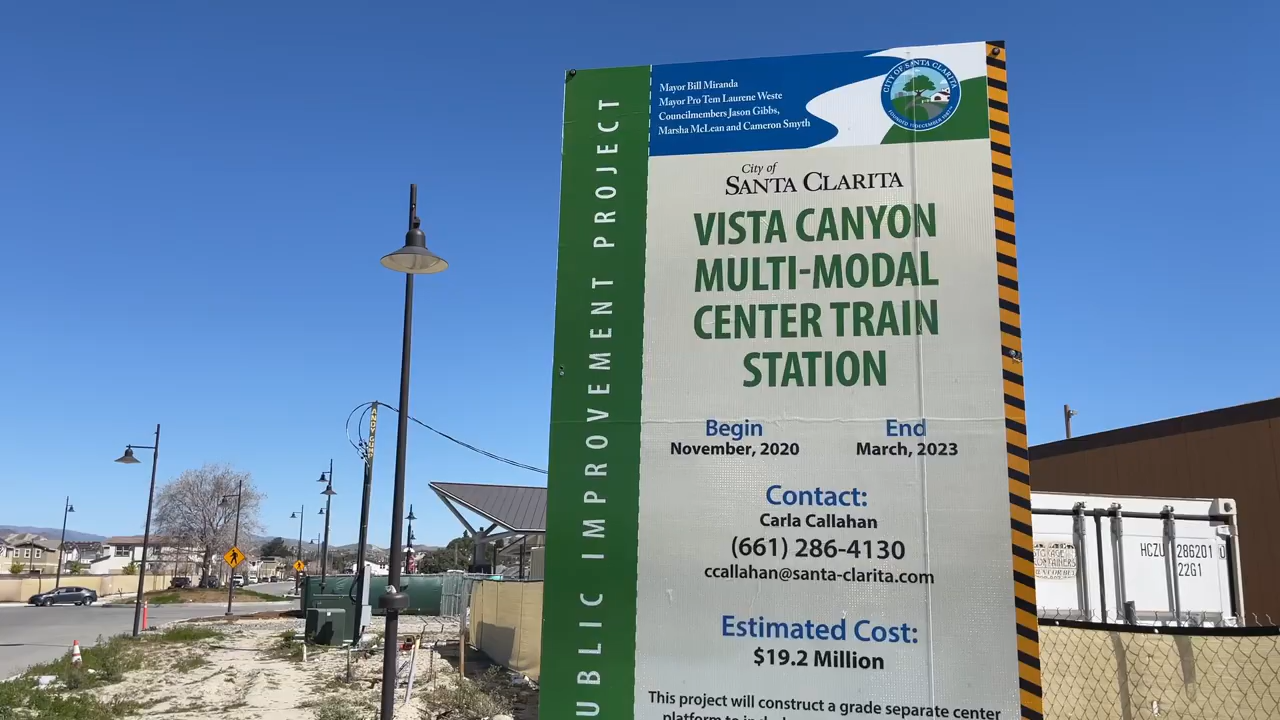 Mayor Bill Miranda
Mayor Pro Tem Laurene Weste
Councilmembers Jason Gibbs,
Marsha McLean and Cameron Smyth
CITY OF SANTA CLARITA
City of
SANTA CLARITA
VISTA CANYON
MULTI-MODAL
CENTER TRAIN
STATION
Begin
November, 2020
End
March, 2023
Contact:
Carla Callahan
(661) 286-4130
ccallahan@santa-clarita.com
Estimated Cost:
$19.2 Million
This project will construct a grade separate center
UBLIC IMPROVEMENT PROJECT
HCZU 286201 0
22G1